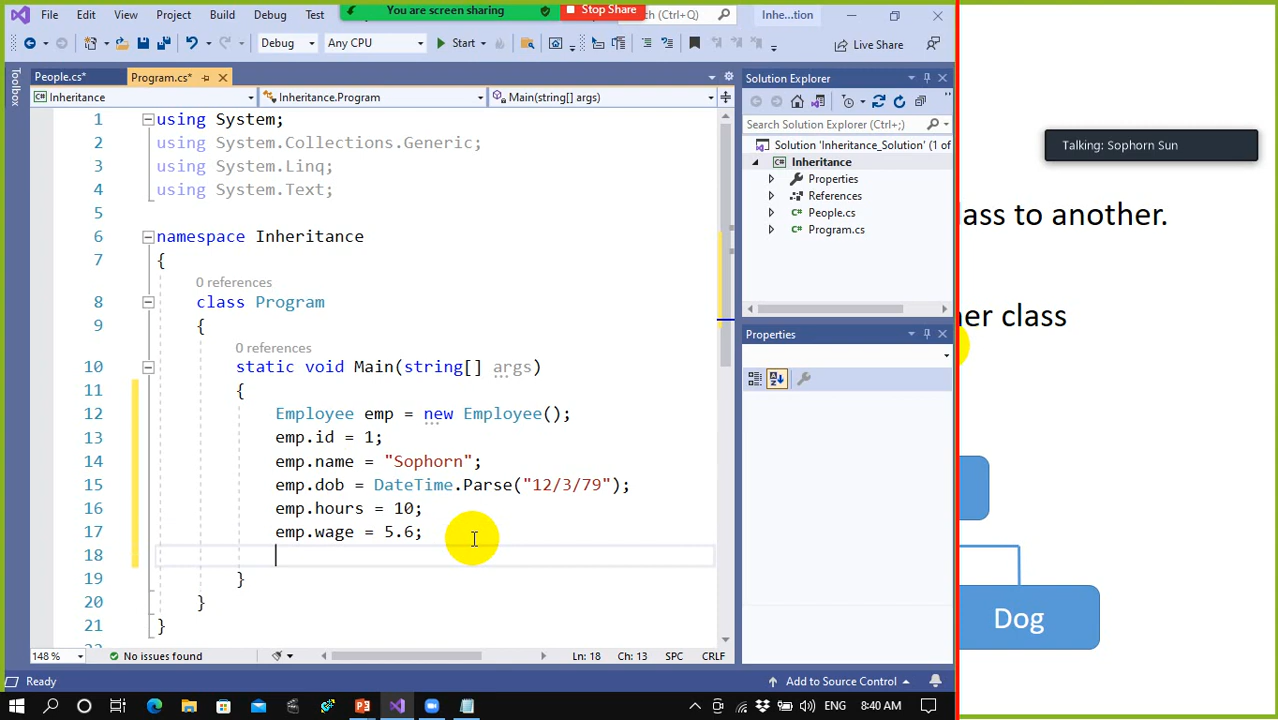 You are screen sharing
Stop Share
File Edit View Project Build Debug Test
ch (Ctrl+Q)
Inhe...tion
Debug
Any CPU
Start
Live Share
Toolbox
People.cs*
Program.cs*
Inheritance
Inheritance.Program
Main(string[] args)
1 using System;
2 using System.Collections.Generic;
3 using System.Linq;
4 using System.Text;
5
6 namespace Inheritance
7 {
0 references
8 class Program
9 {
0 references
10 static void Main(string[] args)
11 {
12 Employee emp = new Employee();
13 emp.id = 1;
14 emp.name = "Sophorn";
15 emp.dob = DateTime.Parse("12/3/79");
16 emp.hours = 10;
17 emp.wage = 5.6;
18
19 }
20 }
21 }
148 %
No issues found
Ln: 18 Ch: 13 SPC CRLF
Solution Explorer
Search Solution Explorer (Ctrl+;)
Solution 'Inheritance_Solution' (1 of
Inheritance
Properties
References
People.cs
Program.cs
Properties
Ready
Add to Source Control
Talking: Sophorn Sun
lass to another.
her class
Dog
ENG
8:40 AM